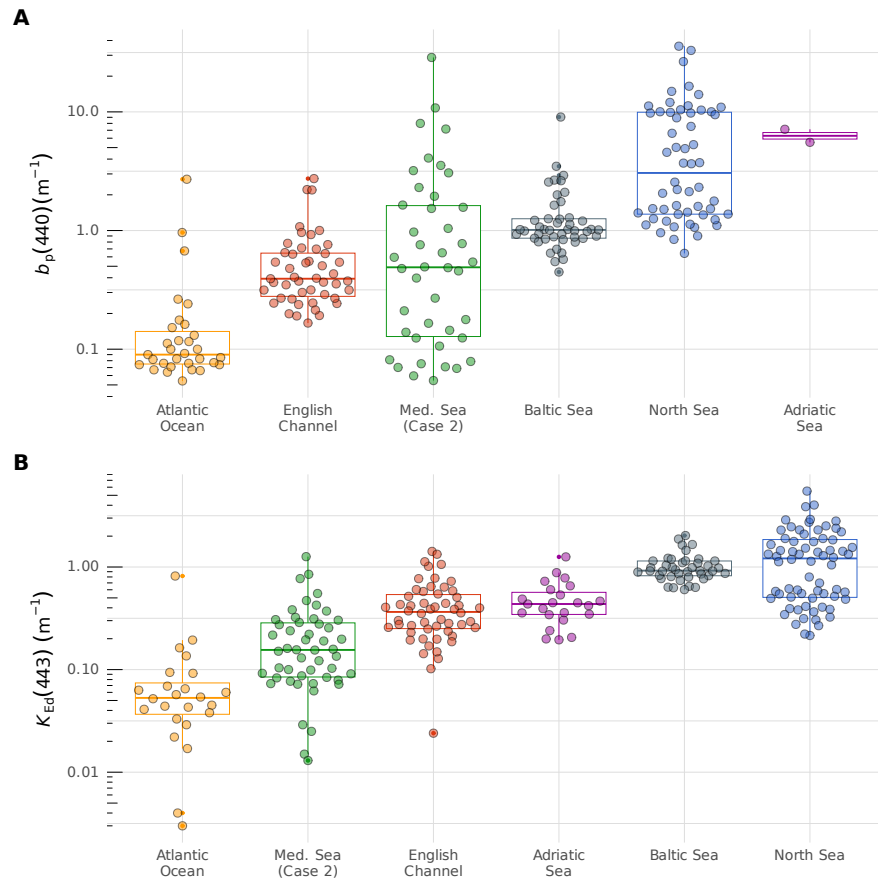 A
10.0
1.0
0.1
b_p(440)(m⁻¹)
Atlantic Ocean
English Channel
Med. Sea (Case 2)
Baltic Sea
North Sea
Adriatic Sea
B
1.00
0.10
0.01
K_Ed(443) (m⁻¹)
Atlantic Ocean
Med. Sea (Case 2)
English Channel
Adriatic Sea
Baltic Sea
North Sea